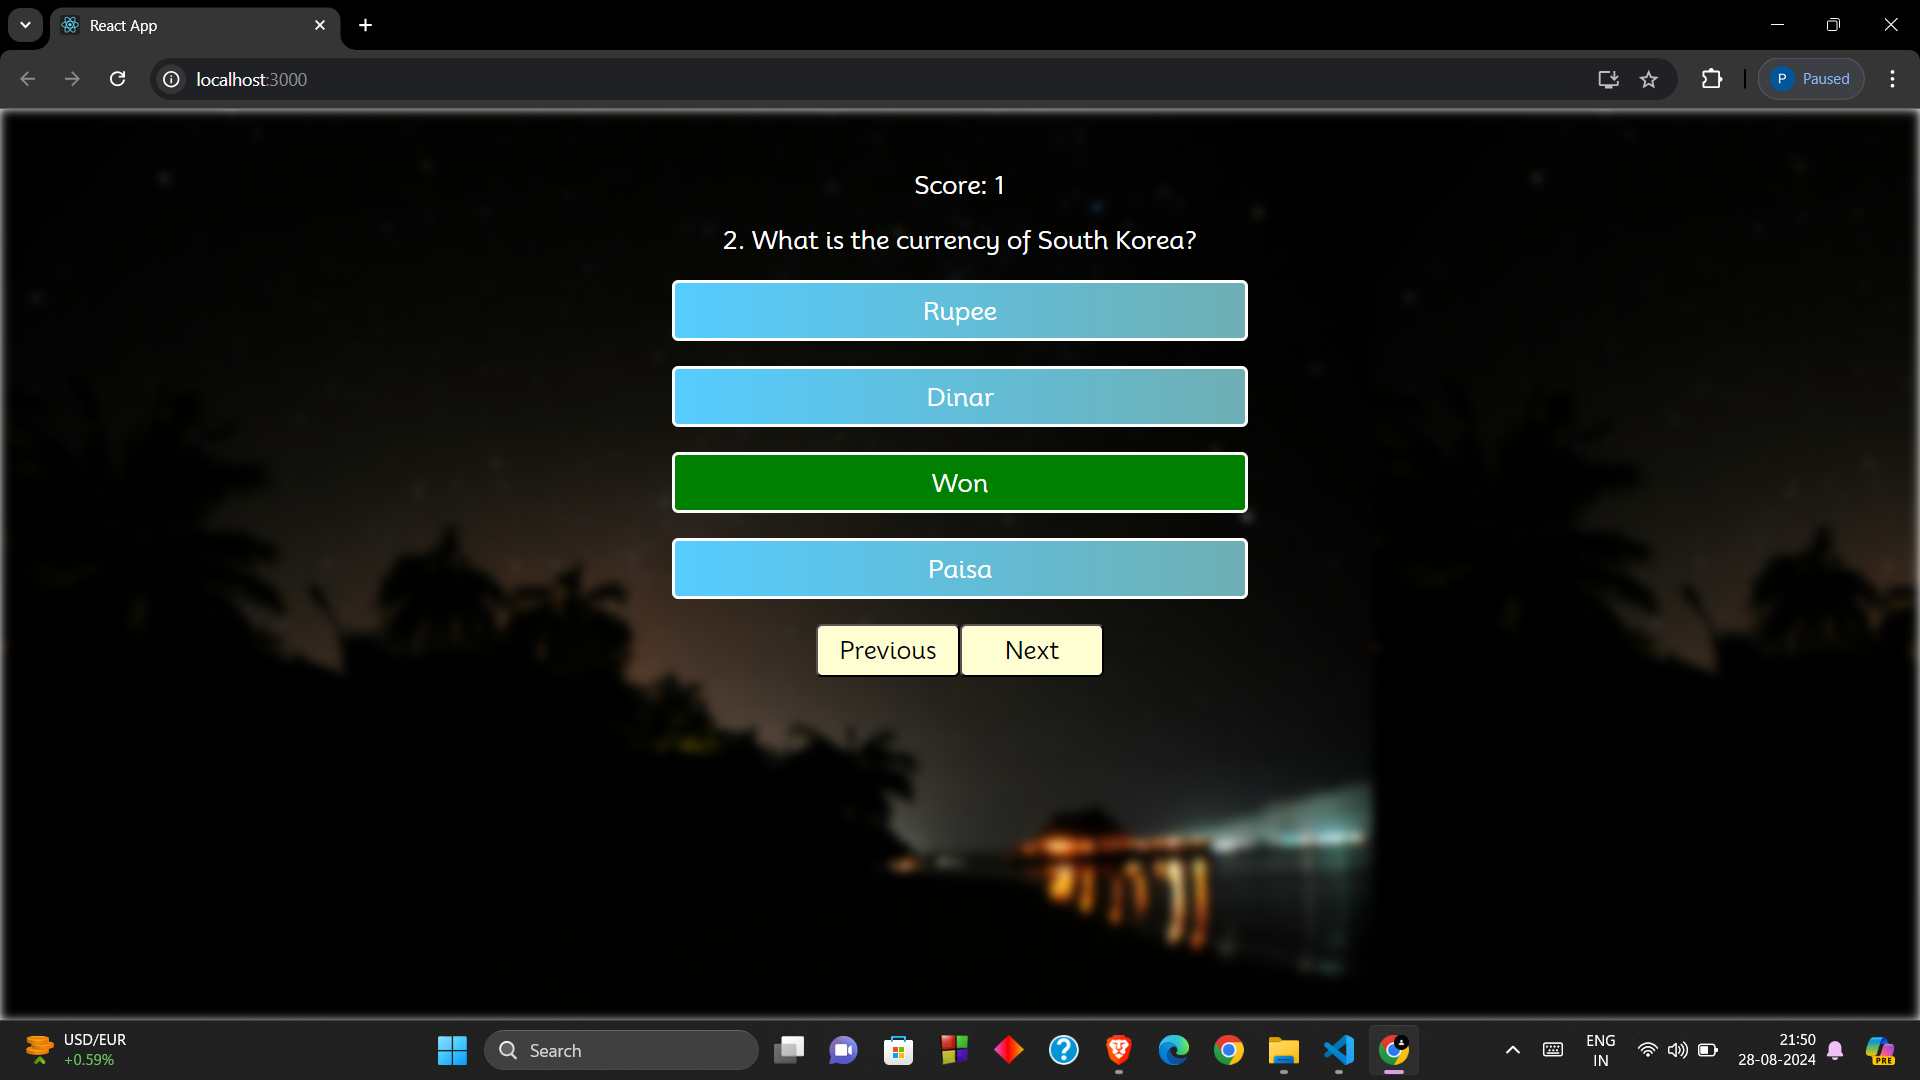 React App
localhost:3000
P Paused
Score: 1
2. What is the currency of South Korea?
Rupee
Dinar
Won
Paisa
Previous Next
USD/EUR
+0.59%
Search
ENG
IN
21:50
28-08-2024
PRE